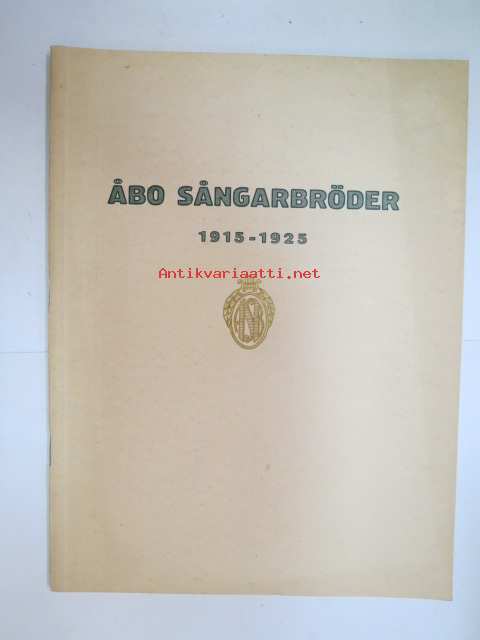 ÅBO SÅNGARBRÖDER
1915-1925
Antikvariaatti.net